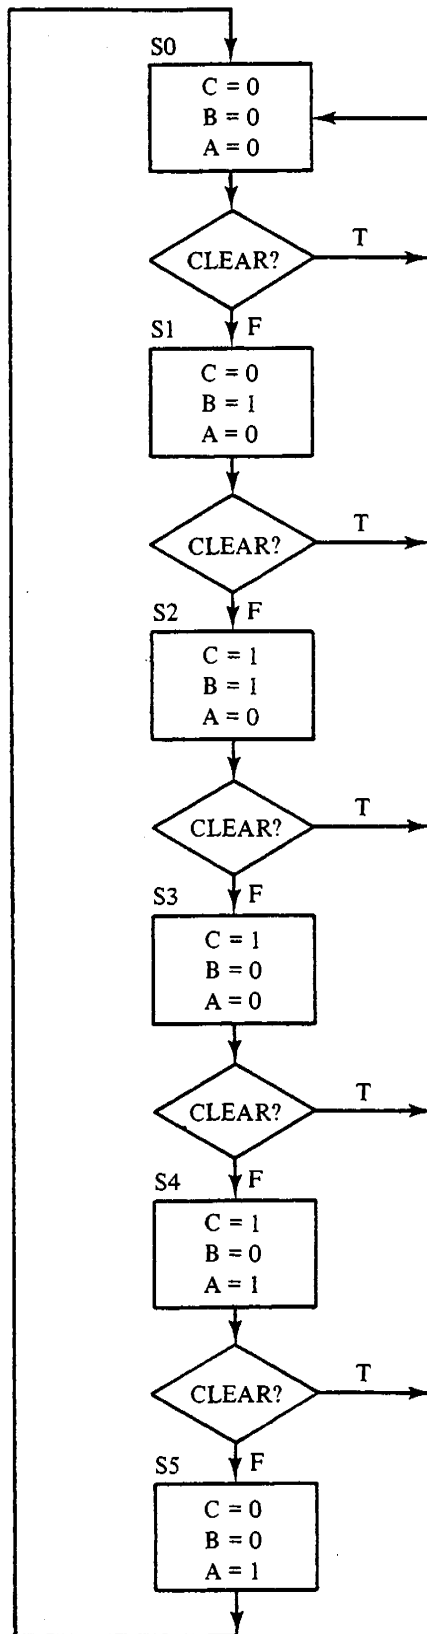 S0
C = 0
B = 0
A = 0
CLEAR?
T
F
S1
C = 0
B = 1
A = 0
CLEAR?
T
F
S2
C = 1
B = 1
A = 0
CLEAR?
T
F
S3
C = 1
B = 0
A = 0
CLEAR?
T
F
S4
C = 1
B = 0
A = 1
CLEAR?
T
F
S5
C = 0
B = 0
A = 1